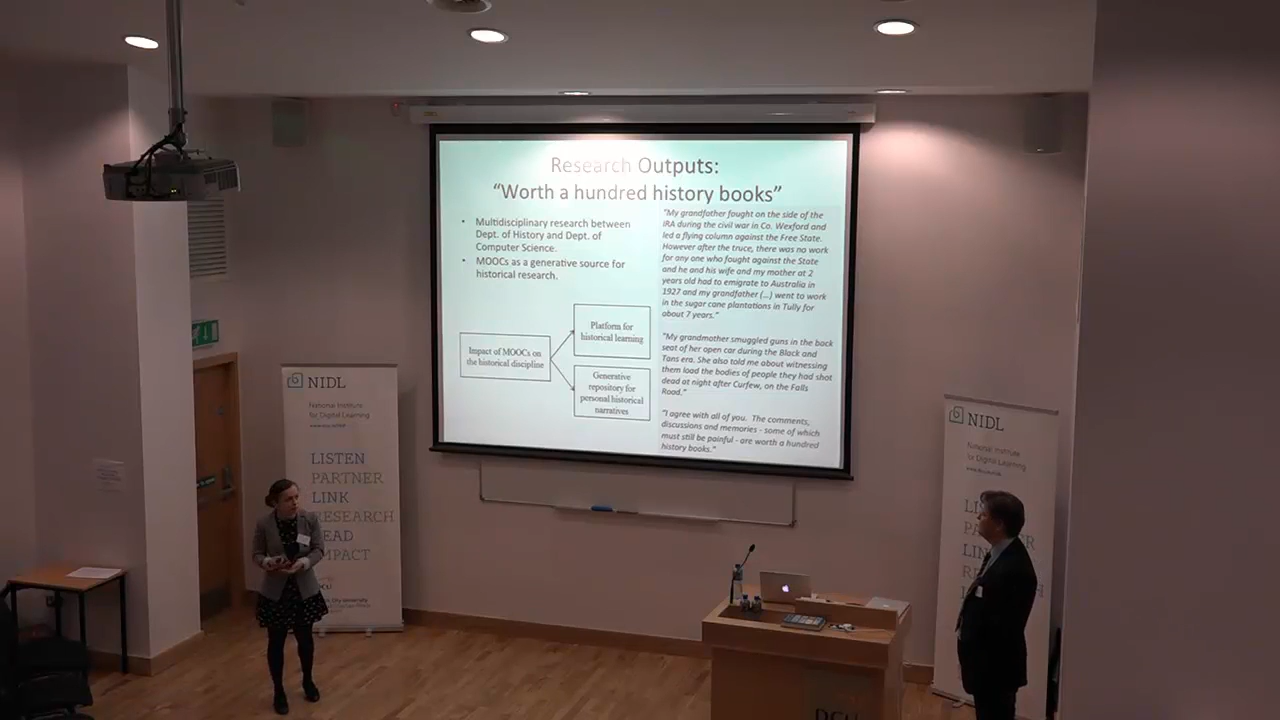 Research Outputs:
“Worth a hundred history books”
• Multidisciplinary research between
Dept. of History and Dept. of
Computer Science.
• MOOCs as a generative source for
historical research.
Impact of MOOCs on
the historical discipline
Platform for
historical learning
Generative
repository for
personal historical
narratives
"My grandfather fought on the side of the
IRA during the civil war in Co. Wexford and
led a flying column against the Free State.
However after the truce, there was no work
for any one who fought against the State
and he and his wife and my mother at 2
years old had to emigrate to Australia in
1927 and my grandfather (...) went to work
in the sugar cane plantations in Tully for
about 7 years."
"My grandmother smuggled guns in the back
seat of her open car during the Black and
Tans era. She also told me about witnessing
them load the bodies of people they had shot
dead at night after Curfew, on the Falls
Road."
"I agree with all of you. The comments,
discussions and memories - some of which
must still be painful - are worth a hundred
history books."
NIDL
National Institute
for Digital Learning
LISTEN
PARTNER
LINK
RESEARCH
EAD
MPACT
City University
NIDL
National Institute
for Digital Learning
LI
PA
LIN
DCU